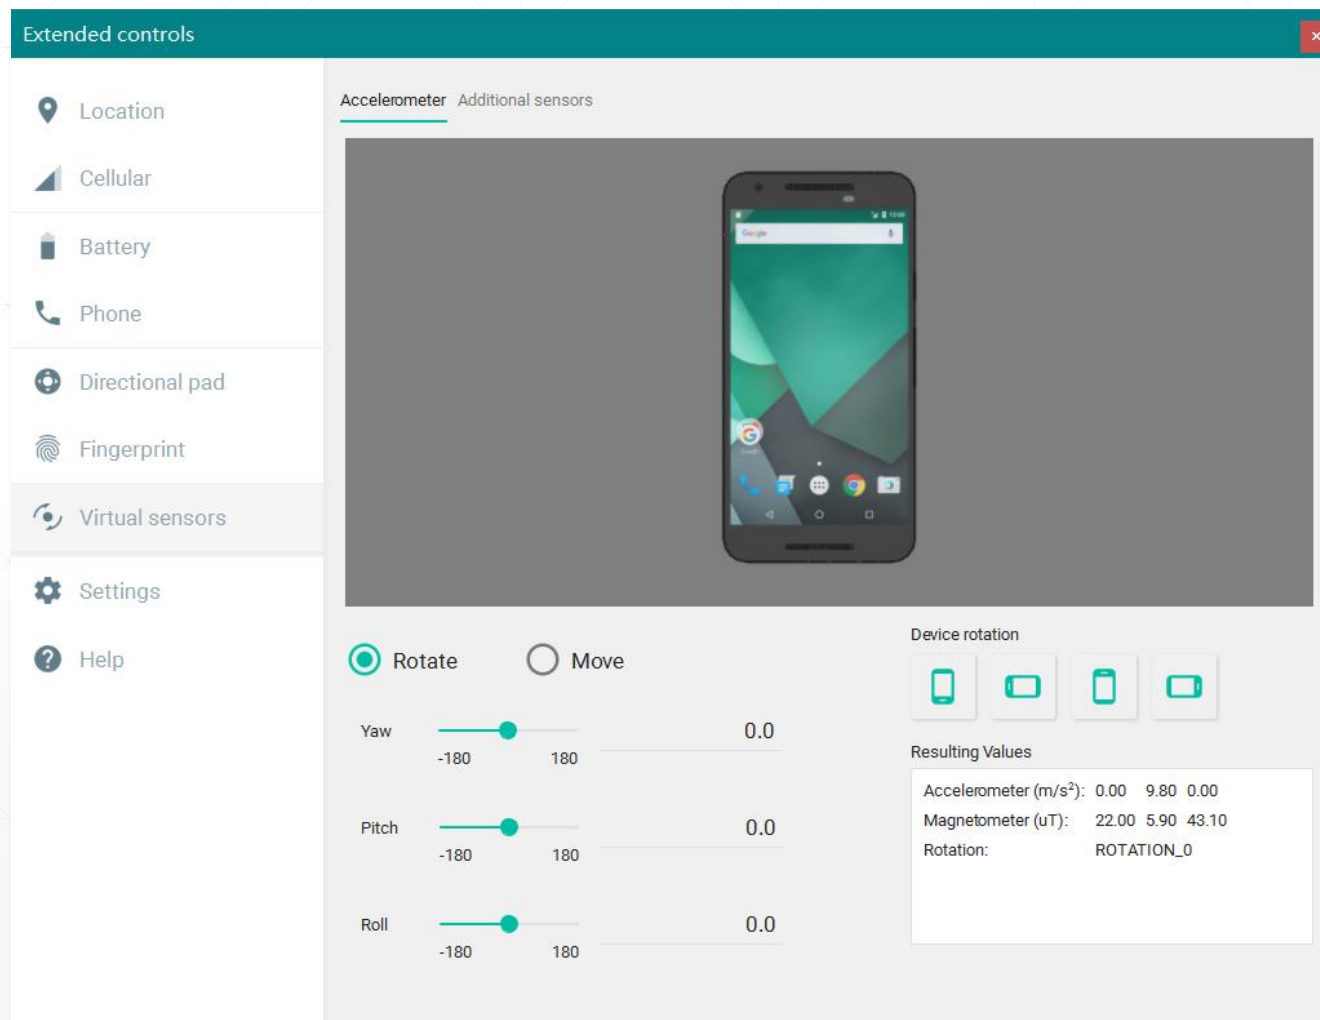 Extended controls
Location
Cellular
Battery
Phone
Directional pad
Fingerprint
Virtual sensors
Settings
Help
Accelerometer Additional sensors
Google
Rotate Move
Yaw 0.0
-180 180
Pitch 0.0
-180 180
Roll 0.0
-180 180
Device rotation
Resulting Values
Accelerometer (m/s²): 0.00 9.80 0.00
Magnetometer (uT): 22.00 5.90 43.10
Rotation: ROTATION_0